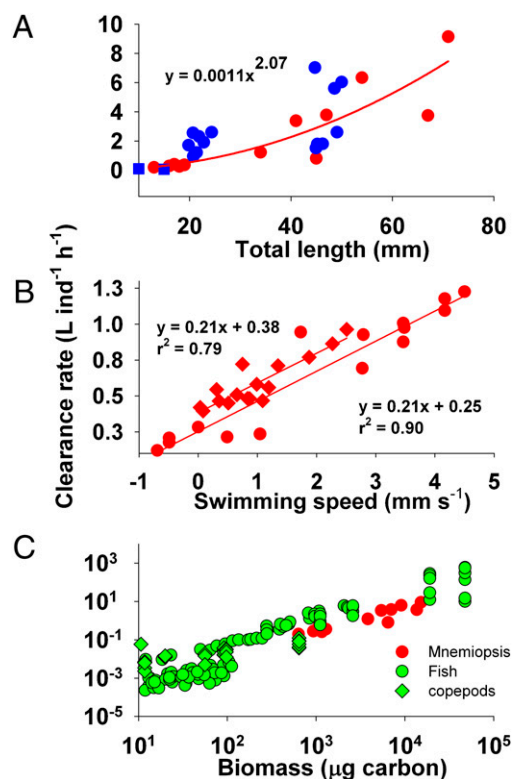 A
10
8
6
4
2
0
y = 0.0011x^2.07
20 40 60 80
Total length (mm)
Clearance rate (L ind⁻¹ h⁻¹)
B
1.3
1.0
0.8
0.5
0.3
y = 0.21x + 0.38
r² = 0.79
y = 0.21x + 0.25
r² = 0.90
-1 0 1 2 3 4 5
Swimming speed (mm s⁻¹)
C
10³
10¹
10⁻¹
10⁻³
10⁻⁵
Mnemiopsis
Fish
copepods
10¹ 10² 10³ 10⁴ 10⁵
Biomass (μg carbon)